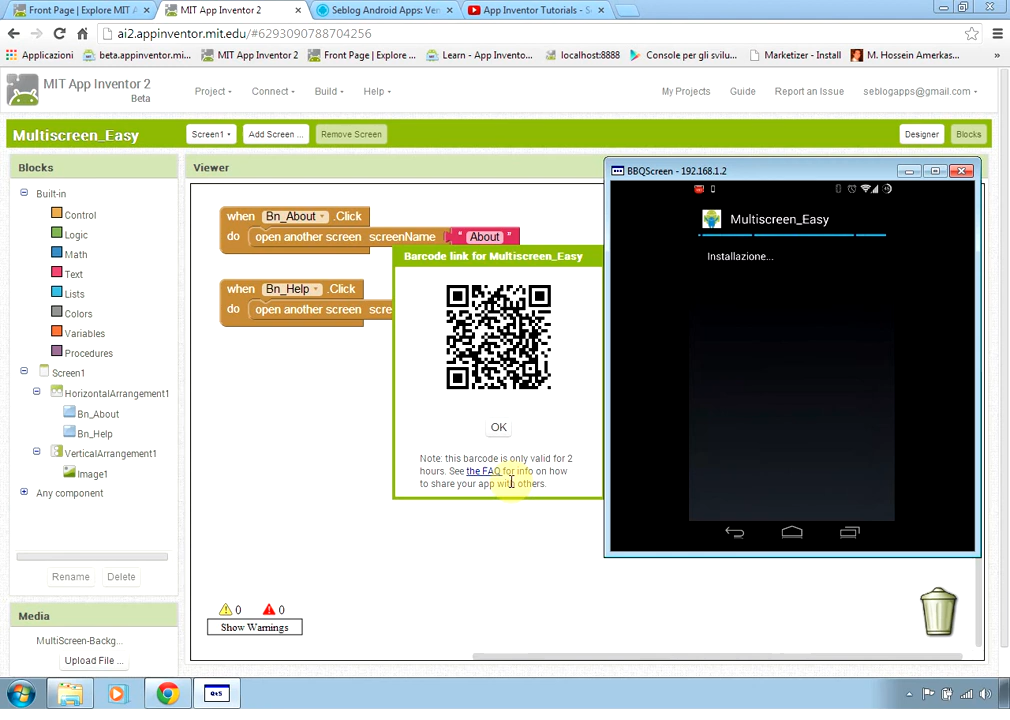 Front Page | Explore MIT A
MIT App Inventor 2
Seblog Android Apps: Ven
App Inventor Tutorials - S
ai2.appinventor.mit.edu/#6293090788704256
Applicazioni
beta.appinventor.mi...
MIT App Inventor 2
Front Page | Explore ...
Learn - App Invento...
localhost:8888
Console per gli svilu...
Marketizer - Install
M. Hossein Amerkas...
»
MIT App Inventor 2
Beta
Project
Connect
Build
Help
My Projects
Guide
Report an Issue
seblogapps@gmail.com
Multiscreen_Easy
Screen1
Add Screen ...
Remove Screen
Designer
Blocks
Blocks
Built-in
Control
Logic
Math
Text
Lists
Colors
Variables
Procedures
Screen1
HorizontalArrangement1
Bn_About
Bn_Help
VerticalArrangement1
Image1
Any component
Rename
Delete
Media
MultiScreen-Backg...
Upload File ...
Viewer
when Bn_About .Click
do open another screen screenName " About "
when Bn_Help .Click
do open another screen scre
0
0
Show Warnings
Barcode link for Multiscreen_Easy
OK
Note: this barcode is only valid for 2
hours. See the FAQ for info on how
to share your app with others.
BBQScreen - 192.168.1.2
Multiscreen_Easy
Installazione...